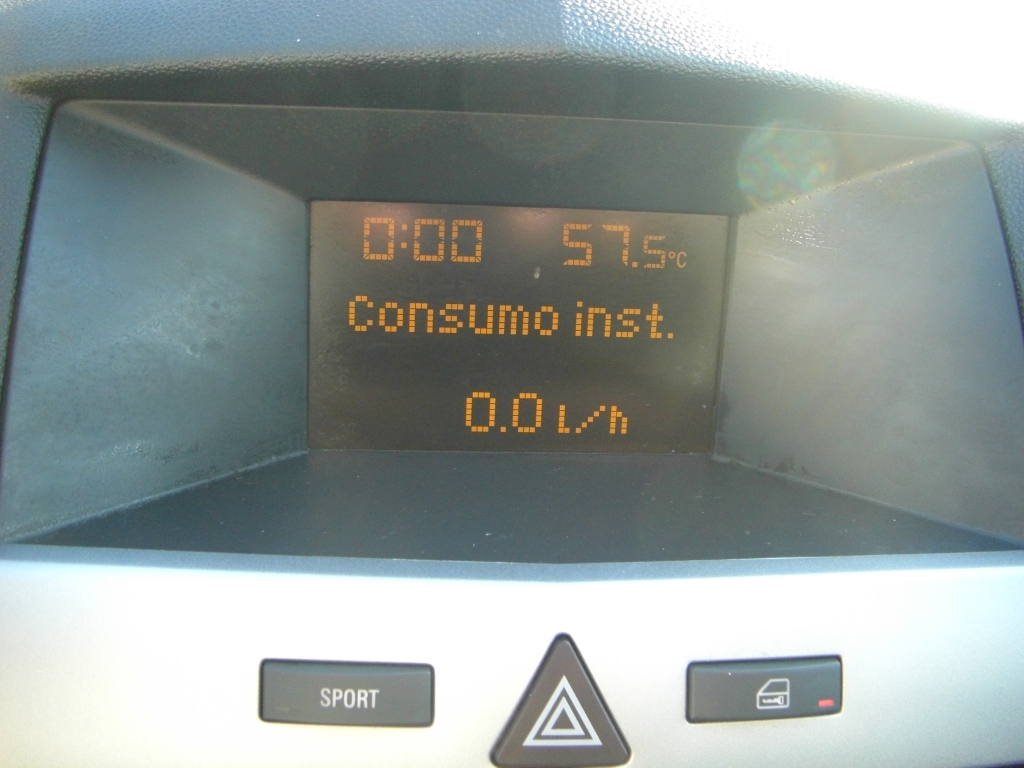 0:00 57.5°C
Consumo inst.
0.0 l/h
SPORT